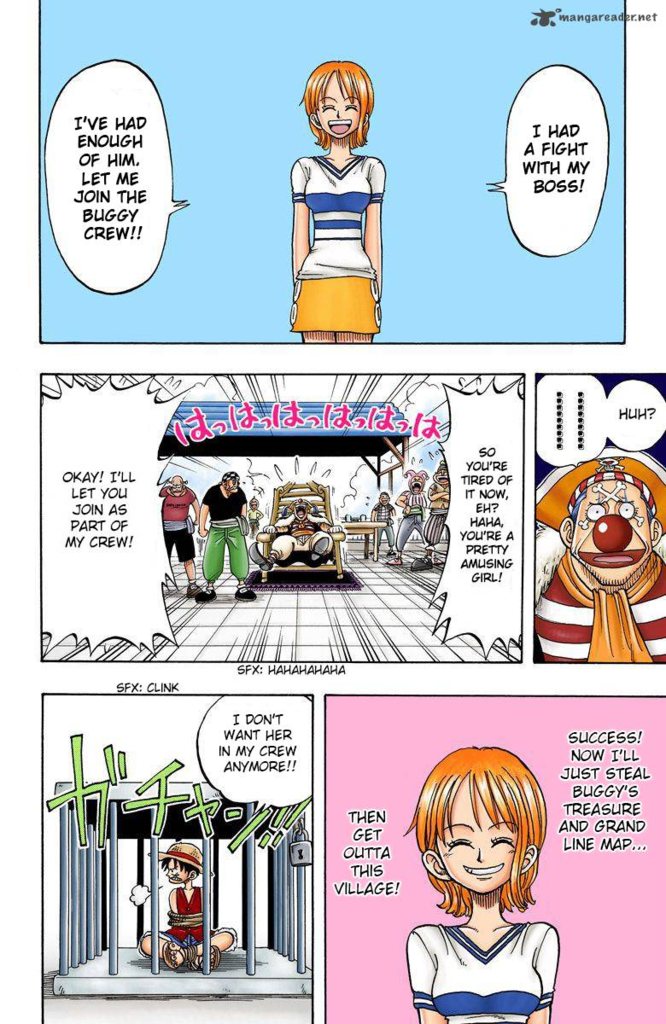 mangareader.net
I HAD
A FIGHT
WITH MY
BOSS!
I'VE HAD
ENOUGH
OF HIM.
LET ME
JOIN THE
BUGGY
CREW!!
HUH?
!!
はっはっはっはっはっは
SO
YOU'RE
TIRED OF
IT NOW,
EH?
HAHA,
YOU'RE A
PRETTY
AMUSING
GIRL!
OKAY! I'LL
LET YOU
JOIN AS
PART OF
MY CREW!
SFX: HAHAHAHAHA
SUCCESS!
NOW I'LL
JUST STEAL
BUGGY'S
TREASURE
AND GRAND
LINE MAP...
THEN
GET
OUTTA
THIS
VILLAGE!
SFX: CLINK
I DON'T
WANT HER
IN MY CREW
ANYMORE!!
ガチャン!!!